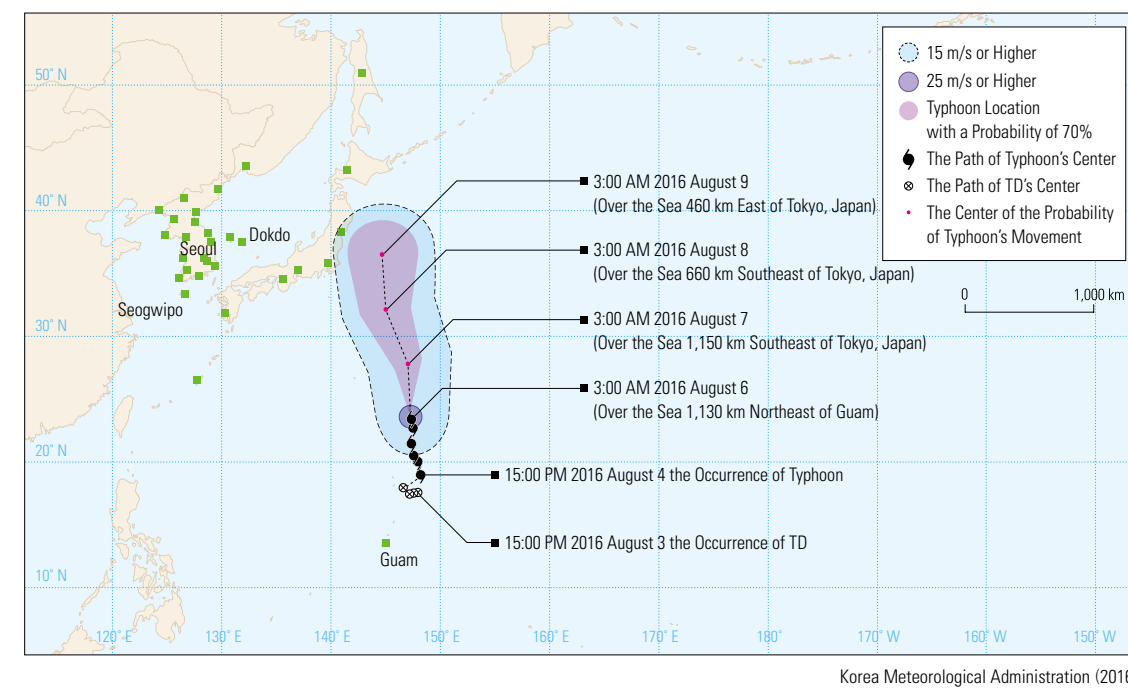 50° N
40° N
30° N
20° N
10° N
120° E
130° E
140° E
150° E
160° E
170° E
180°
170° W
160° W
150° W
Seoul
Dokdo
Seogwipo
Guam
15 m/s or Higher
25 m/s or Higher
Typhoon Location
with a Probability of 70%
The Path of Typhoon's Center
The Path of TD's Center
The Center of the Probability
of Typhoon's Movement
0 1,000 km
3:00 AM 2016 August 9
(Over the Sea 460 km East of Tokyo, Japan)
3:00 AM 2016 August 8
(Over the Sea 660 km Southeast of Tokyo, Japan)
3:00 AM 2016 August 7
(Over the Sea 1,150 km Southeast of Tokyo, Japan)
3:00 AM 2016 August 6
(Over the Sea 1,130 km Northeast of Guam)
15:00 PM 2016 August 4 the Occurrence of Typhoon
15:00 PM 2016 August 3 the Occurrence of TD
Korea Meteorological Administration (2016